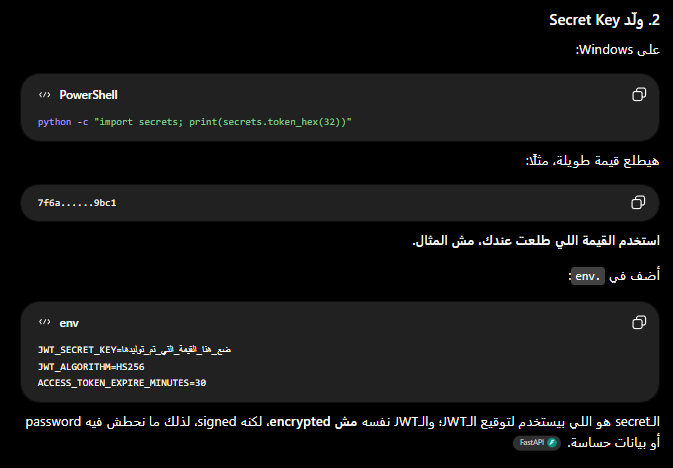 2. ولّد Secret Key
على Windows:
PowerShell
python -c "import secrets; print(secrets.token_hex(32))"
هيطلع قيمة طويلة، مثلًا:
7f6a......9bc1
استخدم القيمة اللي طلعت عندك، مش المثال.
أضف في .env:
env
JWT_SECRET_KEY=ضع_هنا_القيمة_التي_تم_توليدها
JWT_ALGORITHM=HS256
ACCESS_TOKEN_EXPIRE_MINUTES=30
الـsecret هو اللي بيستخدم لتوقيع الـJWT؛ والـJWT نفسه مش encrypted، لكنه signed، لذلك ما نحطش فيه password
أو بيانات حساسة. FastAPI